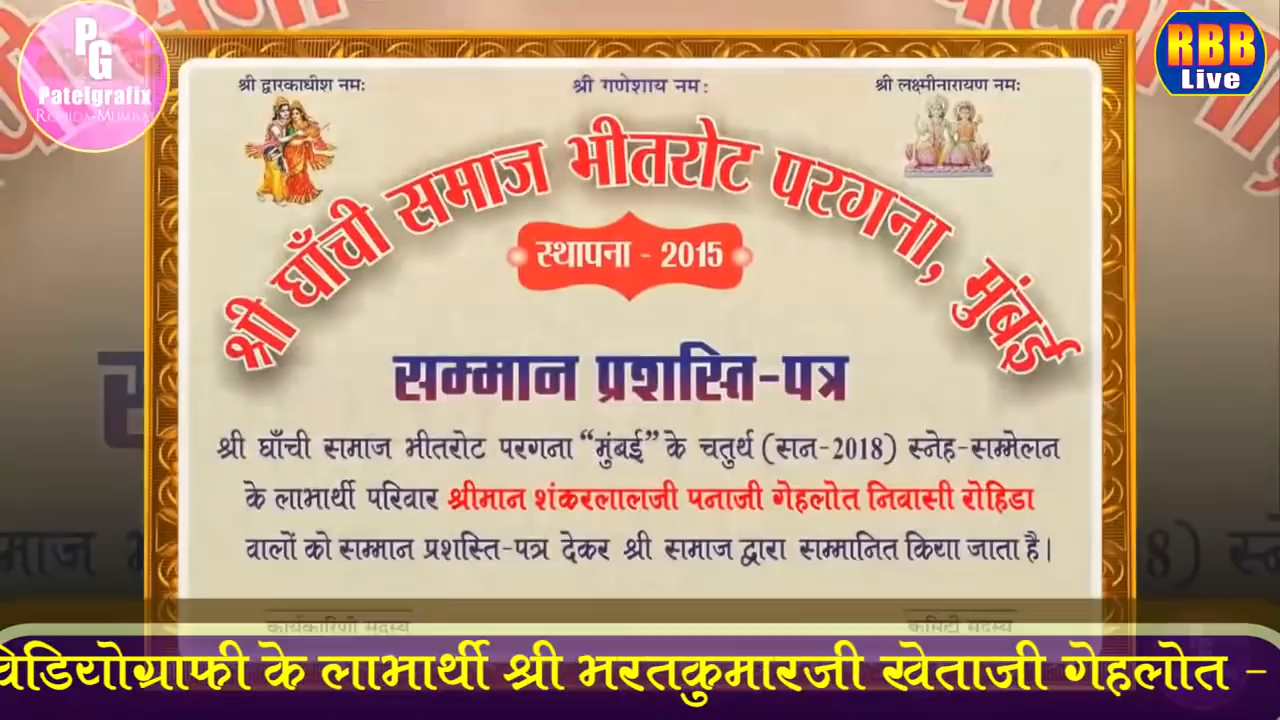 PG
Patelgrafix
ROHIDA-MUMBAI
RBB
Live
श्री द्वारकाधीश नमः
श्री गणेशाय नमः
श्री लक्ष्मीनारायण नमः
श्री घाँची समाज भीतरोट परगना, मुंबई
स्थापना - 2015
सम्मान प्रशस्ति-पत्र
श्री घाँची समाज भीतरोट परगना “मुंबई” के चतुर्थ (सन-2018) स्नेह-सम्मेलन
के लाभार्थी परिवार श्रीमान शंकरलालजी पनाजी गेहलोत निवासी रोहिडा
वालों को सम्मान प्रशस्ति-पत्र देकर श्री समाज द्वारा सम्मानित किया जाता है।
कार्यकारिणी सदस्य
कमिटी सदस्य
विडियोग्राफी के लाभार्थी श्री भरतकुमारजी खेताजी गेहलोत -